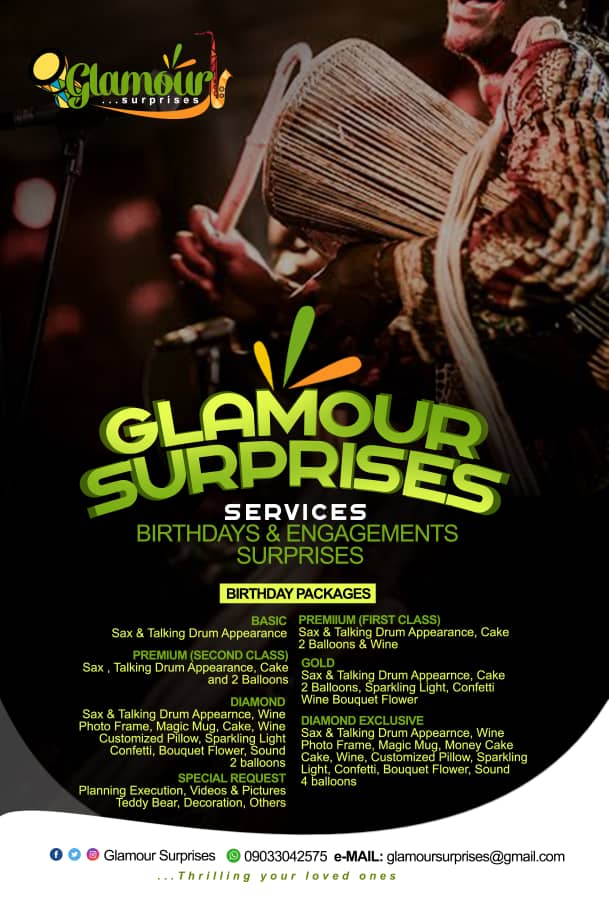 Glamour
...surprises
GLAMOUR
SURPRISES
SERVICES
BIRTHDAYS & ENGAGEMENTS
SURPRISES
BIRTHDAY PACKAGES
BASIC
Sax & Talking Drum Appearance
PREMIUM (SECOND CLASS)
Sax , Talking Drum Appearance, Cake
and 2 Balloons
DIAMOND
Sax & Talking Drum Appearnce, Wine
Photo Frame, Magic Mug, Cake, Wine
Customized Pillow, Sparkling Light
Confetti, Bouquet Flower, Sound
2 balloons
SPECIAL REQUEST
Planning Execution, Videos & Pictures
Teddy Bear, Decoration, Others
PREMIIUM (FIRST CLASS)
Sax & Talking Drum Appearance, Cake
2 Balloons & Wine
GOLD
Sax & Talking Drum Appearnce, Cake
2 Balloons, Sparkling Light, Confetti
Wine Bouquet Flower
DIAMOND EXCLUSIVE
Sax & Talking Drum Appearnce, Wine
Photo Frame, Magic Mug, Money Cake
Cake, Wine, Customized Pillow, Sparkling
Light, Confetti, Bouquet Flower, Sound
4 balloons
Glamour Surprises 09033042575 e-MAIL: glamoursurprises@gmail.com
...Thrilling your loved ones